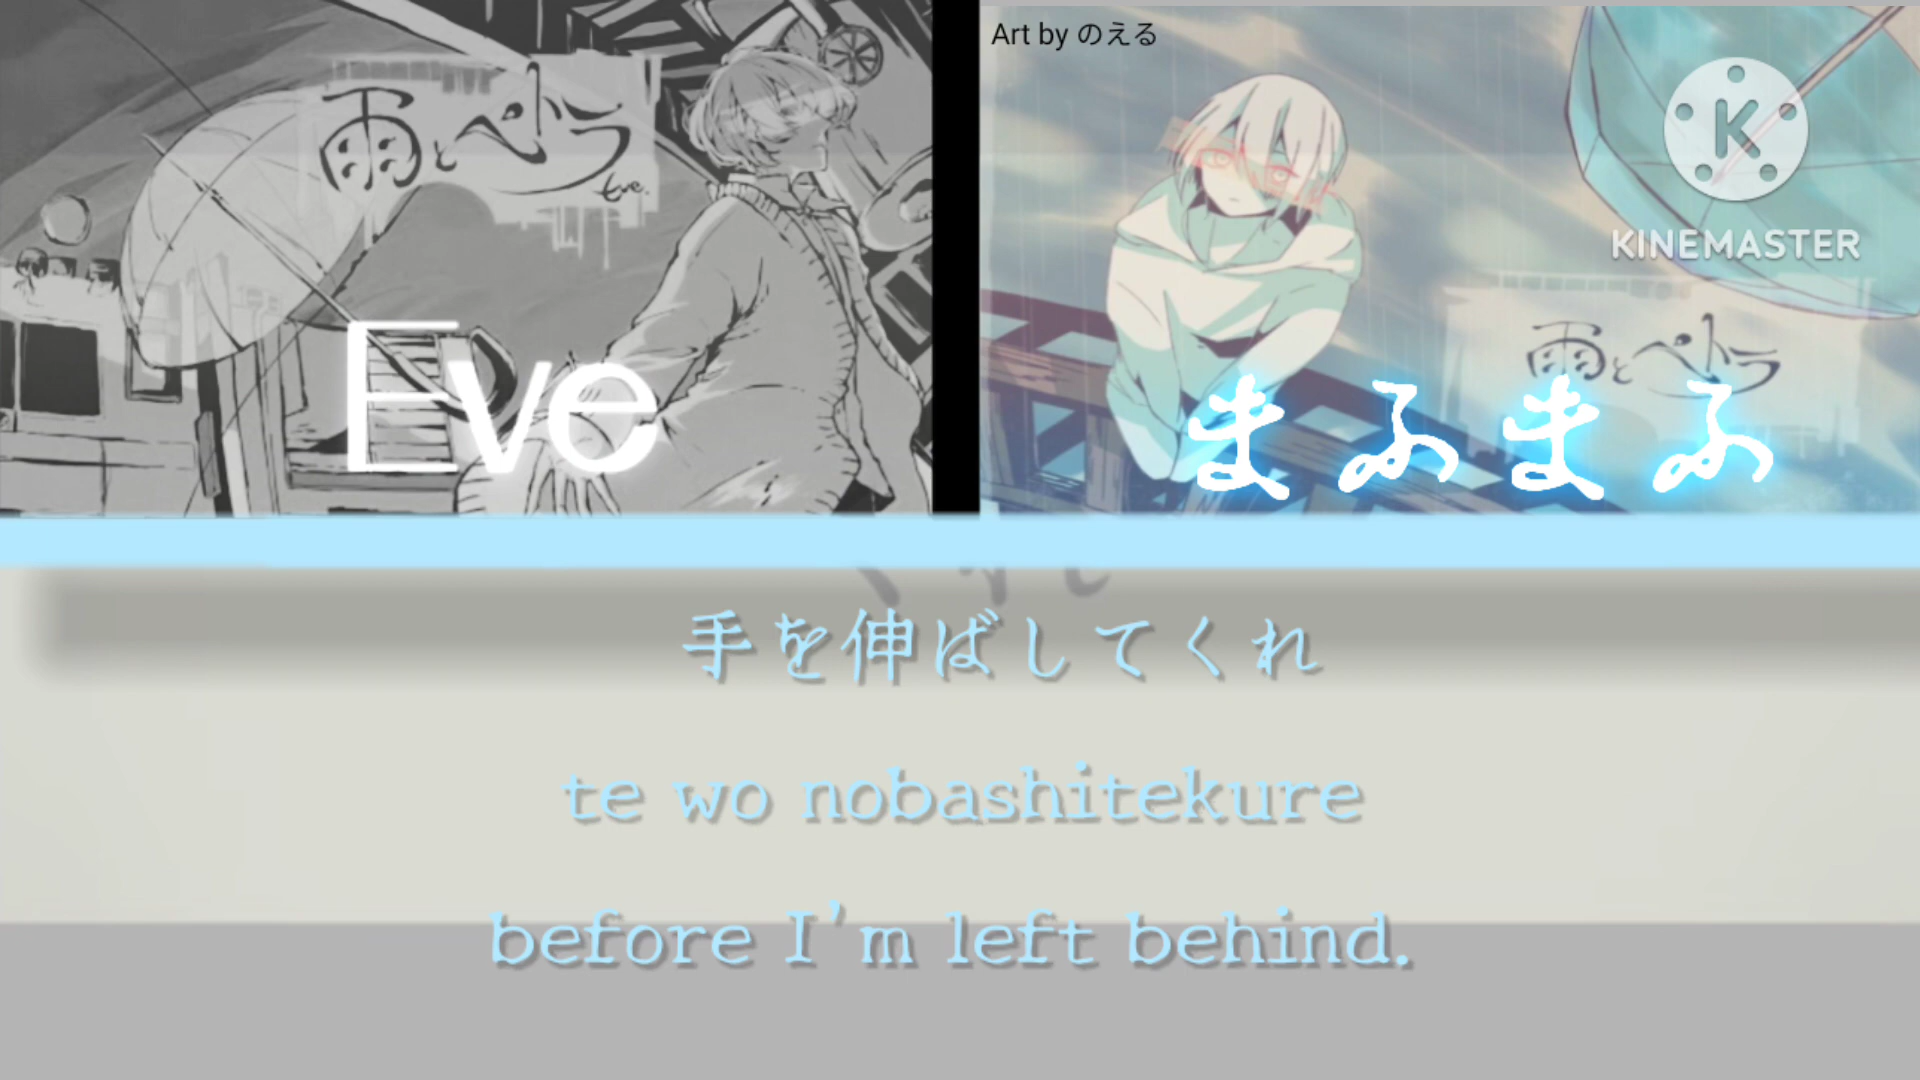 雨とペトラ
Eve.
Eve
Art by のえる
KINEMASTER
雨とペトラ
まふまふ
手を伸ばしてくれ
te wo nobashitekure
before I'm left behind.